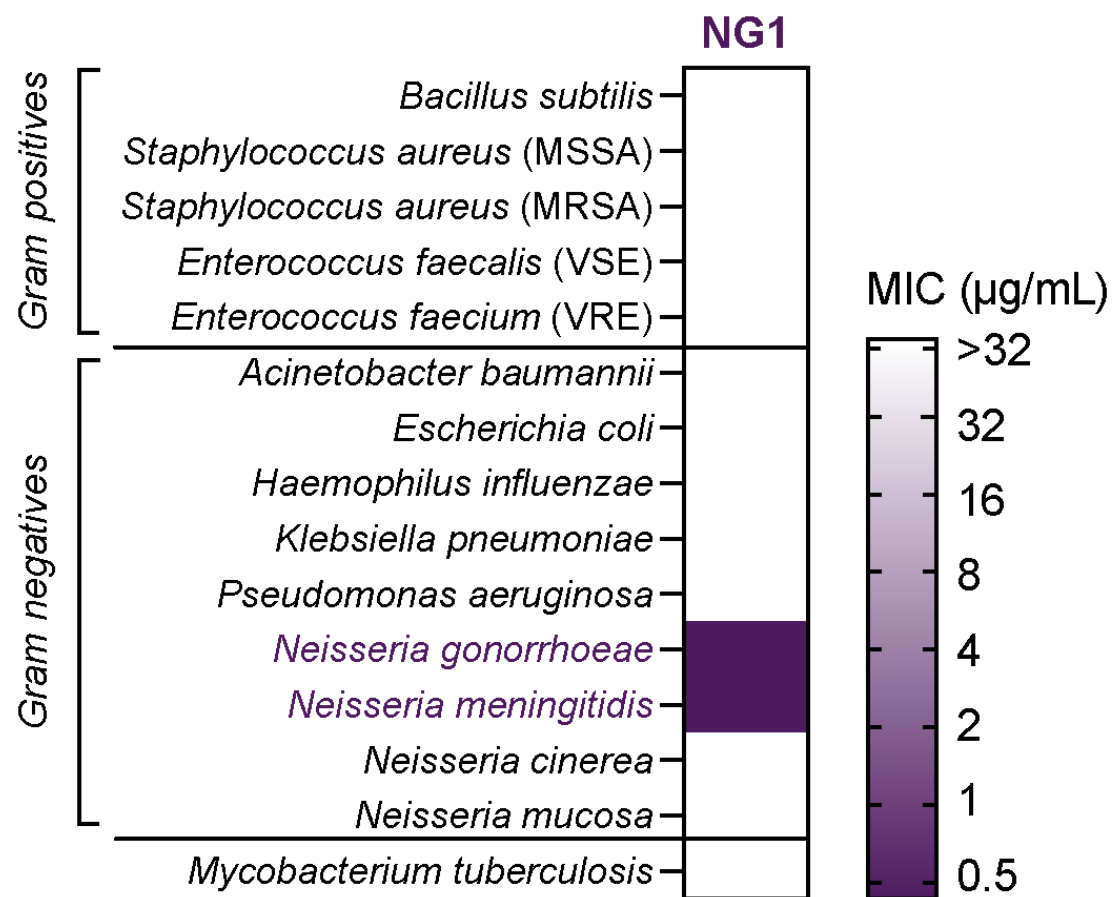 NG1
Gram positives
Bacillus subtilis
Staphylococcus aureus (MSSA)
Staphylococcus aureus (MRSA)
Enterococcus faecalis (VSE)
Enterococcus faecium (VRE)
Gram negatives
Acinetobacter baumannii
Escherichia coli
Haemophilus influenzae
Klebsiella pneumoniae
Pseudomonas aeruginosa
Neisseria gonorrhoeae
Neisseria meningitidis
Neisseria cinerea
Neisseria mucosa
Mycobacterium tuberculosis
MIC (µg/mL)
>32
32
16
8
4
2
1
0.5